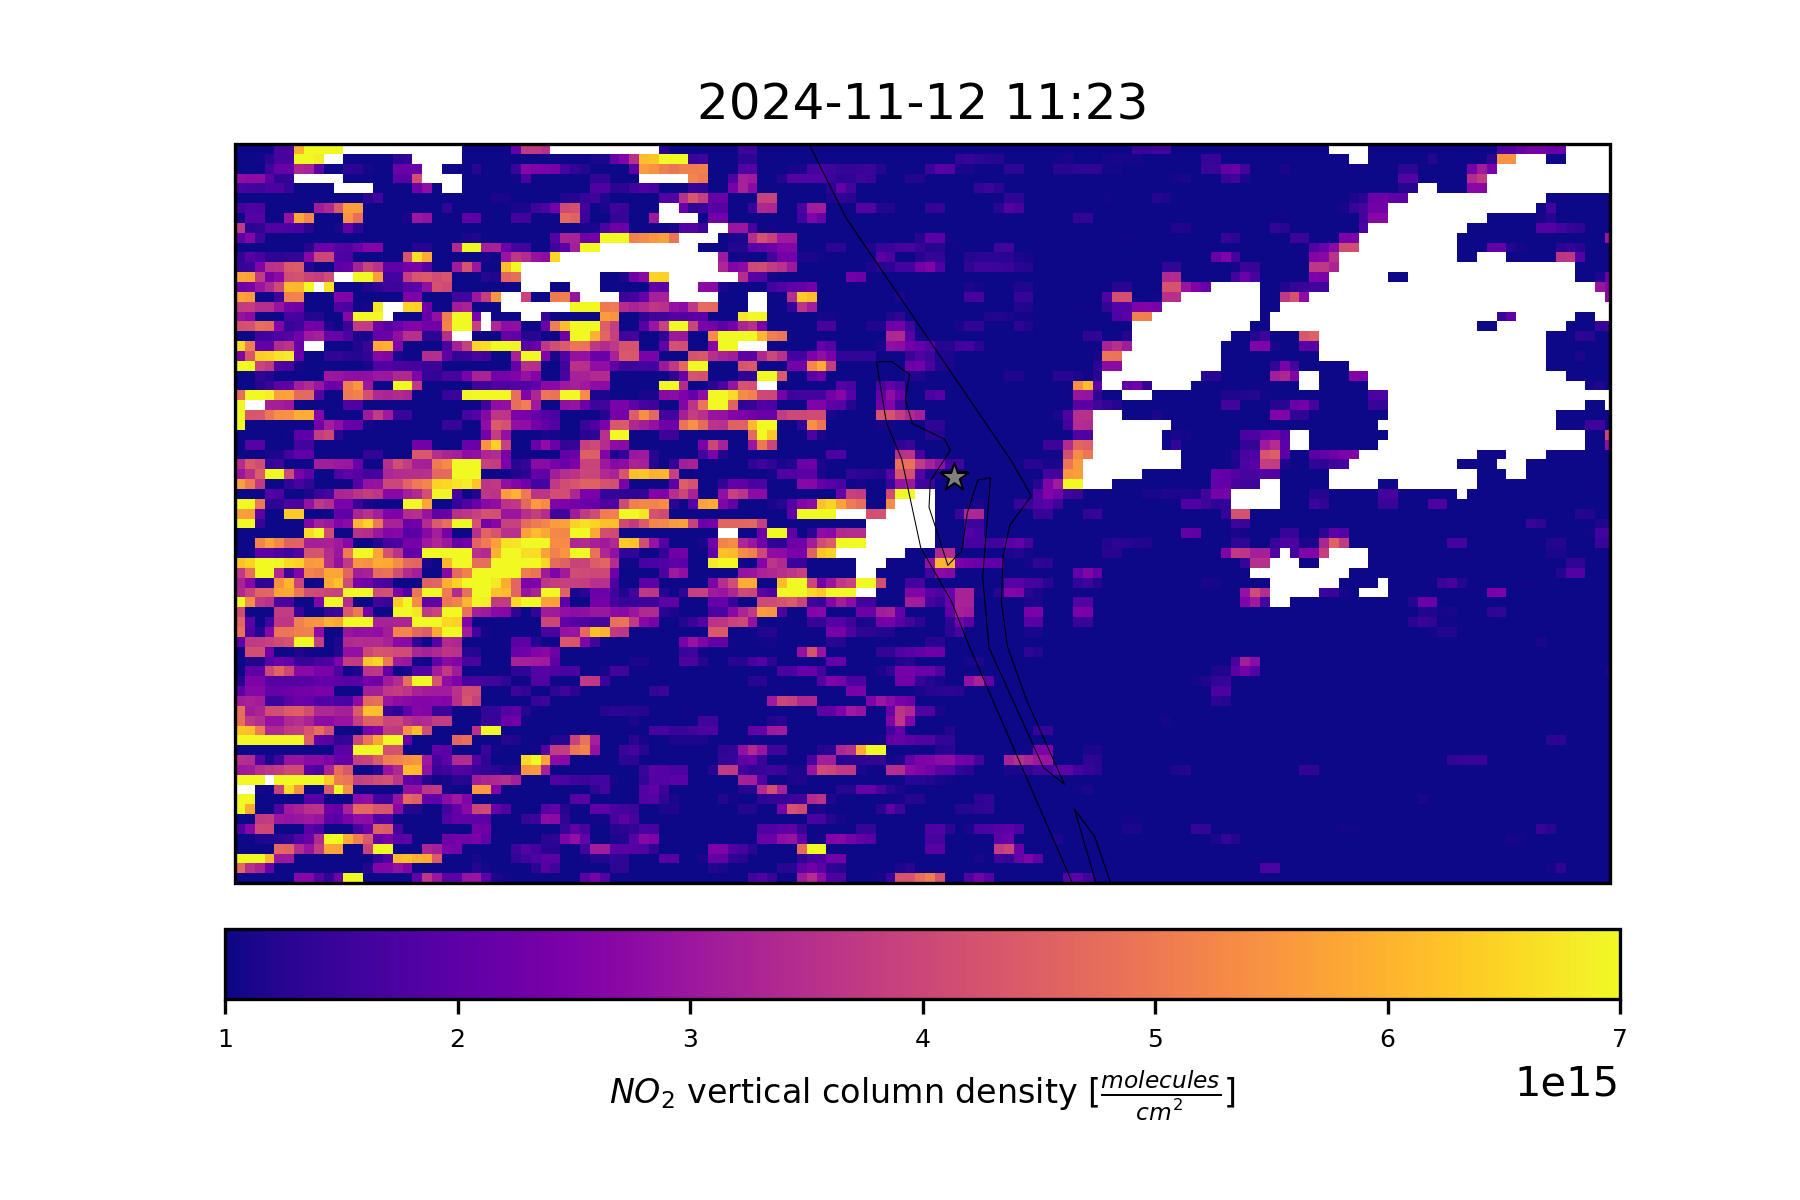 2024-11-12 11:23
1 2 3 4 5 6 7
1e15
NO₂ vertical column density [molecules/cm²]